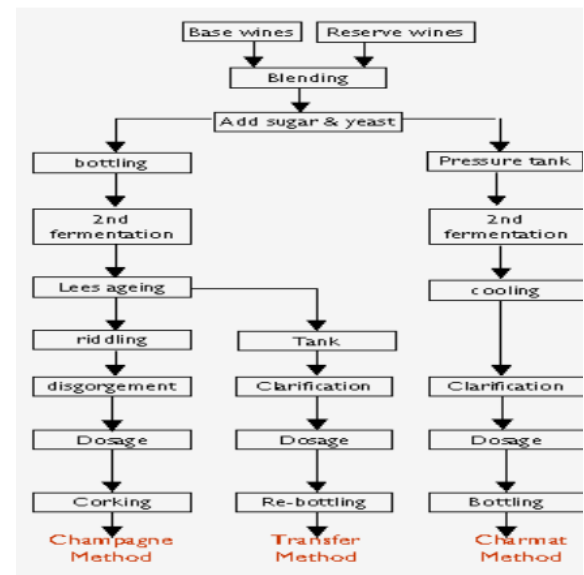 Base wines
Reserve wines
Blending
Add sugar & yeast
bottling
Pressure tank
2nd
fermentation
2nd
fermentation
Lees ageing
cooling
riddling
Tank
disgorgement
Clarification
Clarification
Dosage
Dosage
Dosage
Corking
Re-bottling
Bottling
Champagne
Method
Transfer
Method
Charmat
Method